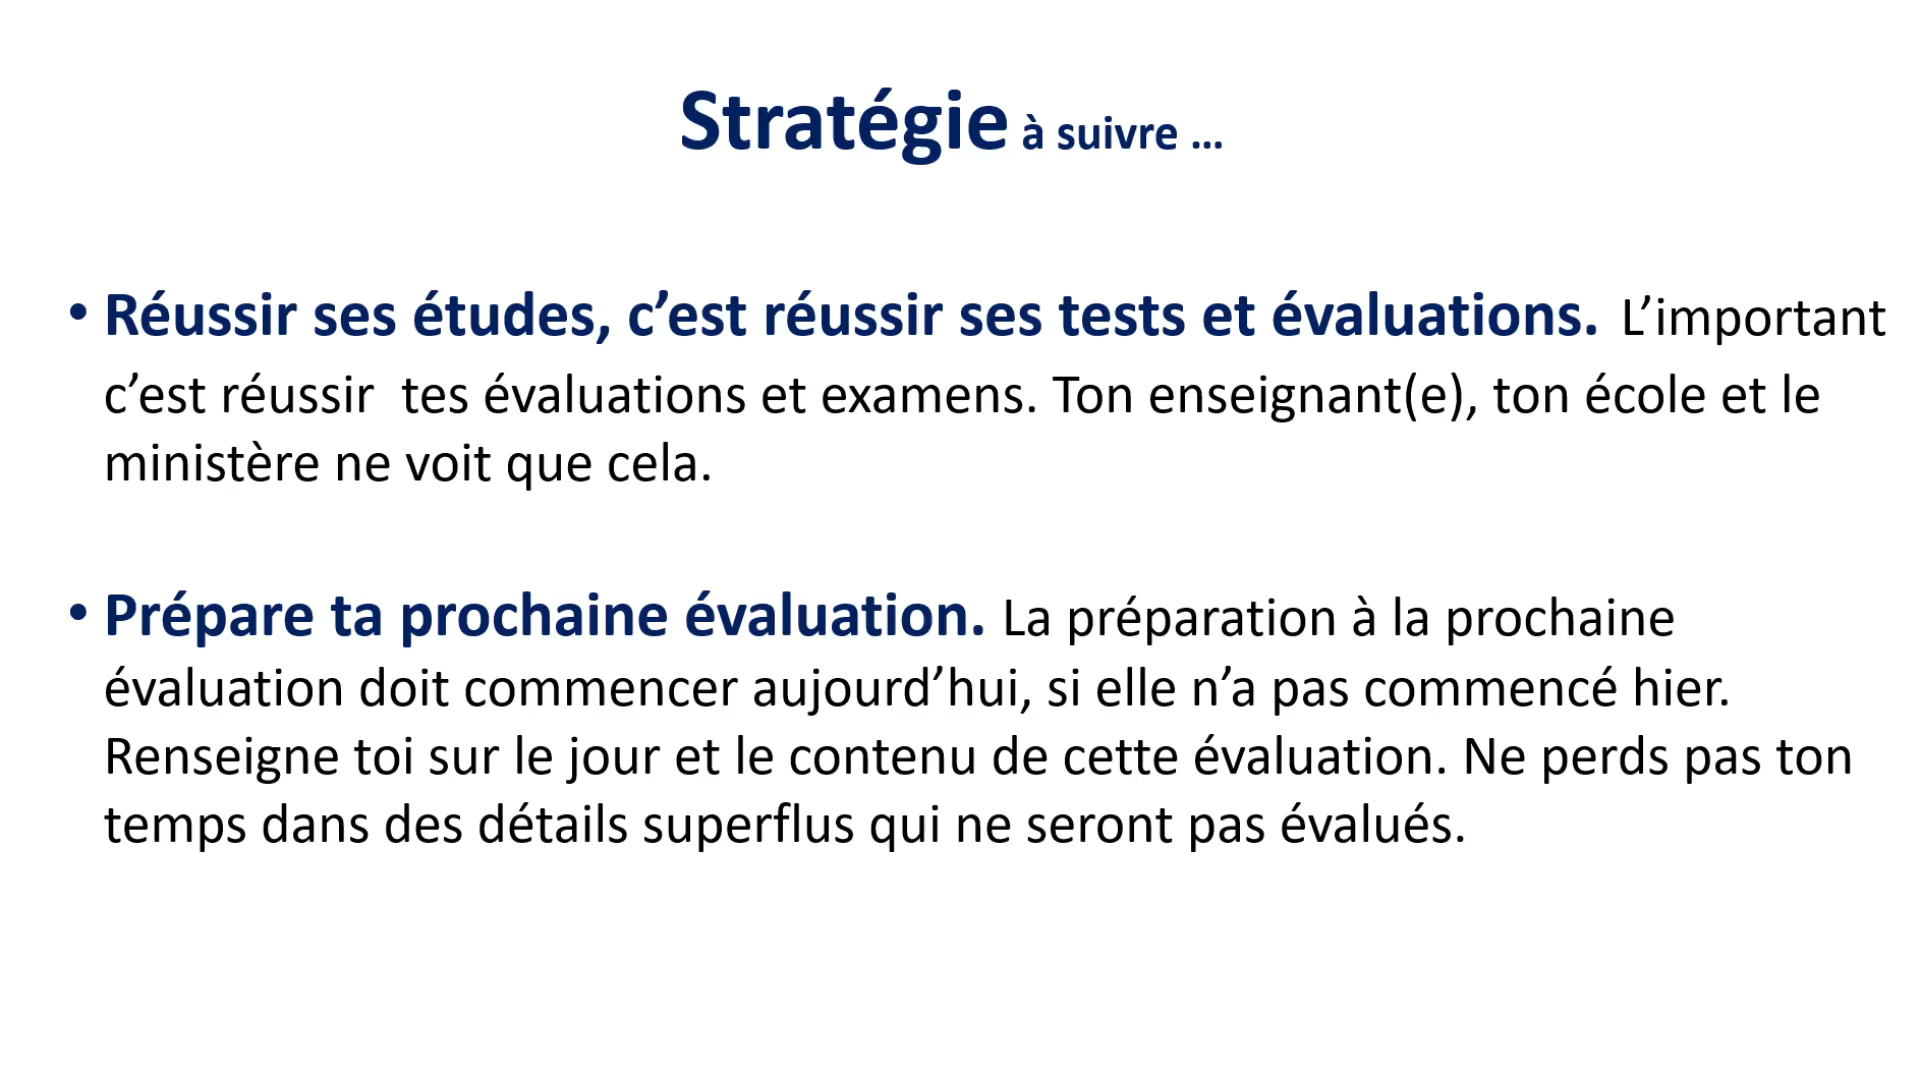 Stratégie à suivre ...
• Réussir ses études, c’est réussir ses tests et évaluations. L’important
c’est réussir  tes évaluations et examens. Ton enseignant(e), ton école et le
ministère ne voit que cela.
• Prépare ta prochaine évaluation. La préparation à la prochaine
évaluation doit commencer aujourd’hui, si elle n’a pas commencé hier.
Renseigne toi sur le jour et le contenu de cette évaluation. Ne perds pas ton
temps dans des détails superflus qui ne seront pas évalués.